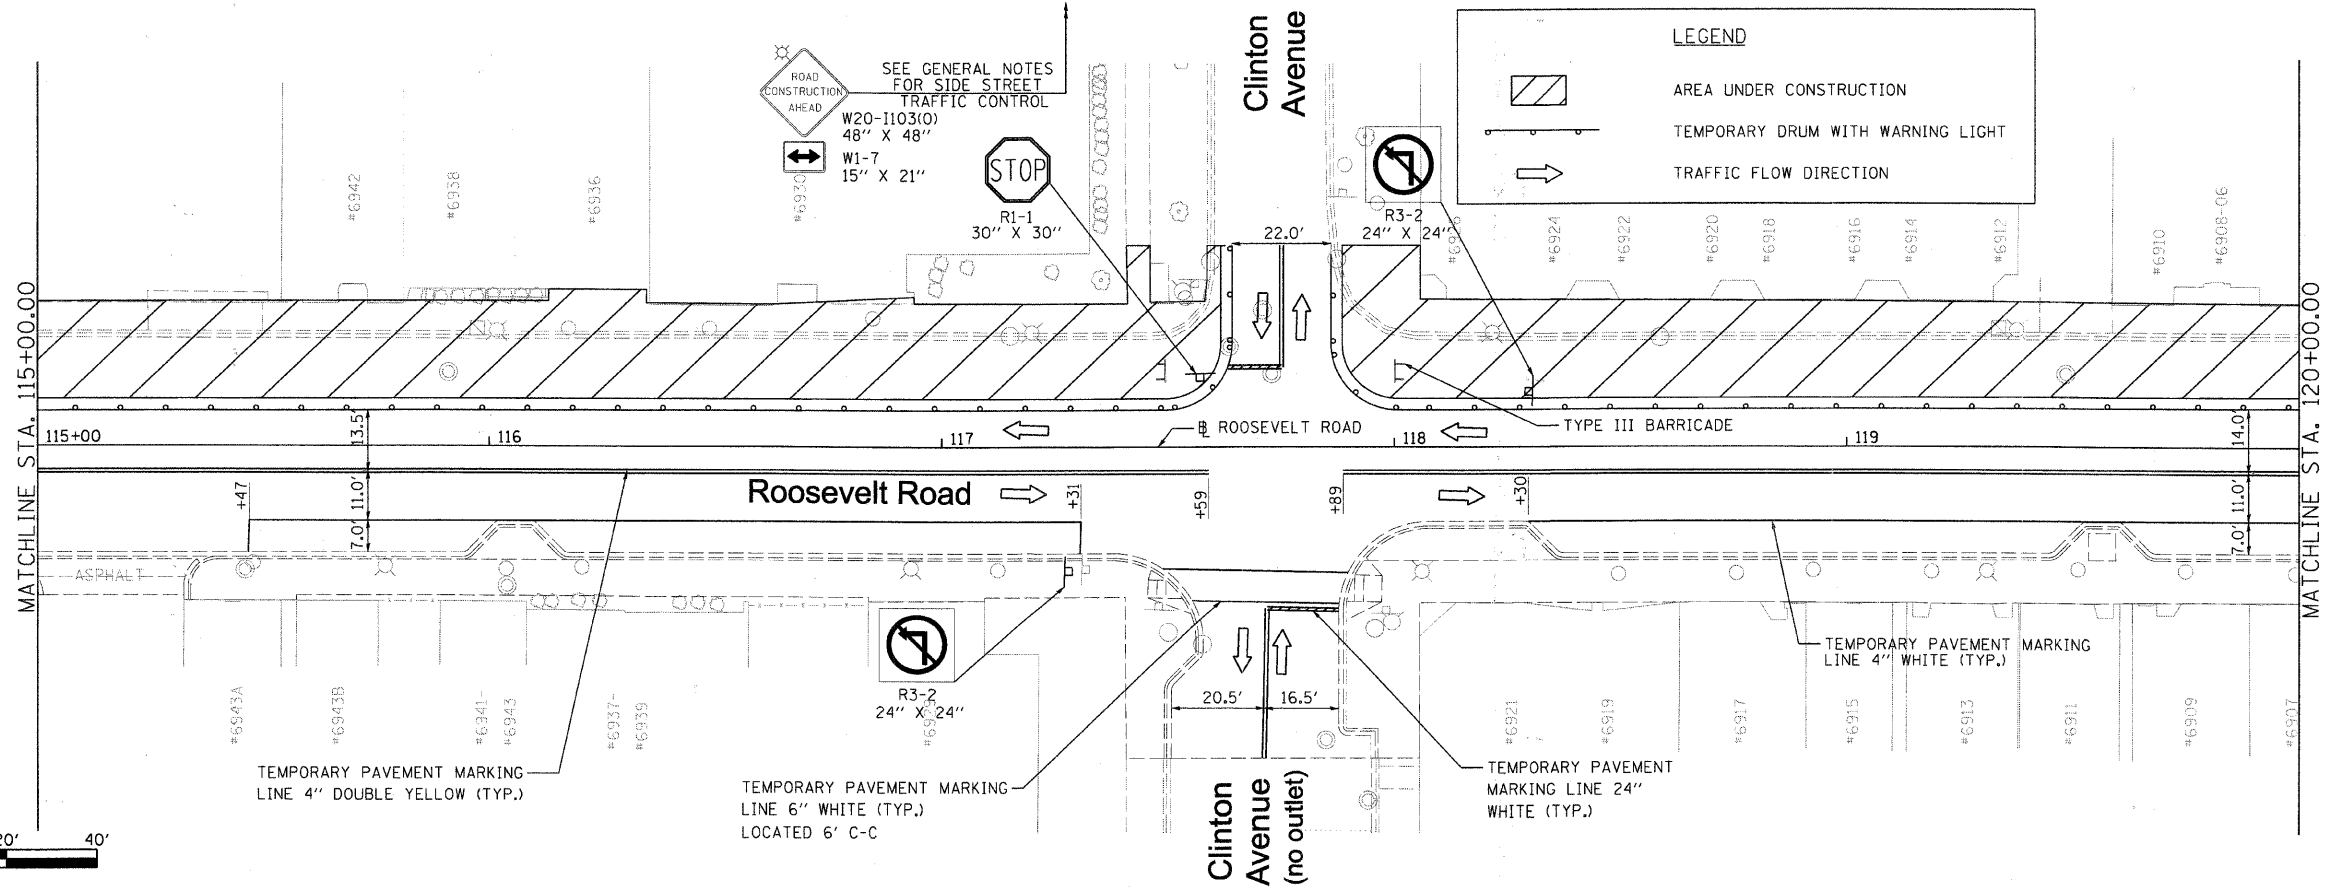 LEGEND
AREA UNDER CONSTRUCTION
TEMPORARY DRUM WITH WARNING LIGHT
TRAFFIC FLOW DIRECTION
Clinton
Avenue
ROAD
CONSTRUCTION
AHEAD
SEE GENERAL NOTES
FOR SIDE STREET
TRAFFIC CONTROL
W20-I103(O)
48" X 48"
W1-7
15" X 21"
STOP
R1-1
30" X 30"
R3-2
24" X 24"
22.0'
#6942
#6938
#6936
#6930
#6924
#6922
#6920
#6918
#6916
#6914
#6912
#6910
#6908-06
MATCHLINE STA. 115+00.00
MATCHLINE STA. 120+00.00
115+00
116
117
118
119
13.5'
14.0'
℄ ROOSEVELT ROAD
TYPE III BARRICADE
Roosevelt Road
+47
+31
+59
+89
+30
11.0'
7.0'
11.0'
7.0'
ASPHALT
R3-2
24" X 24"
20.5'
16.5'
TEMPORARY PAVEMENT MARKING
LINE 4" WHITE (TYP.)
#6943A
#6943B
#6941-
#6943
#6937-
#6939
#6921
#6919
#6917
#6915
#6913
#6911
#6909
#6907
TEMPORARY PAVEMENT MARKING
LINE 4" DOUBLE YELLOW (TYP.)
TEMPORARY PAVEMENT MARKING
LINE 6" WHITE (TYP.)
LOCATED 6' C-C
TEMPORARY PAVEMENT
MARKING LINE 24"
WHITE (TYP.)
Clinton
Avenue
(no outlet)
20'
40'